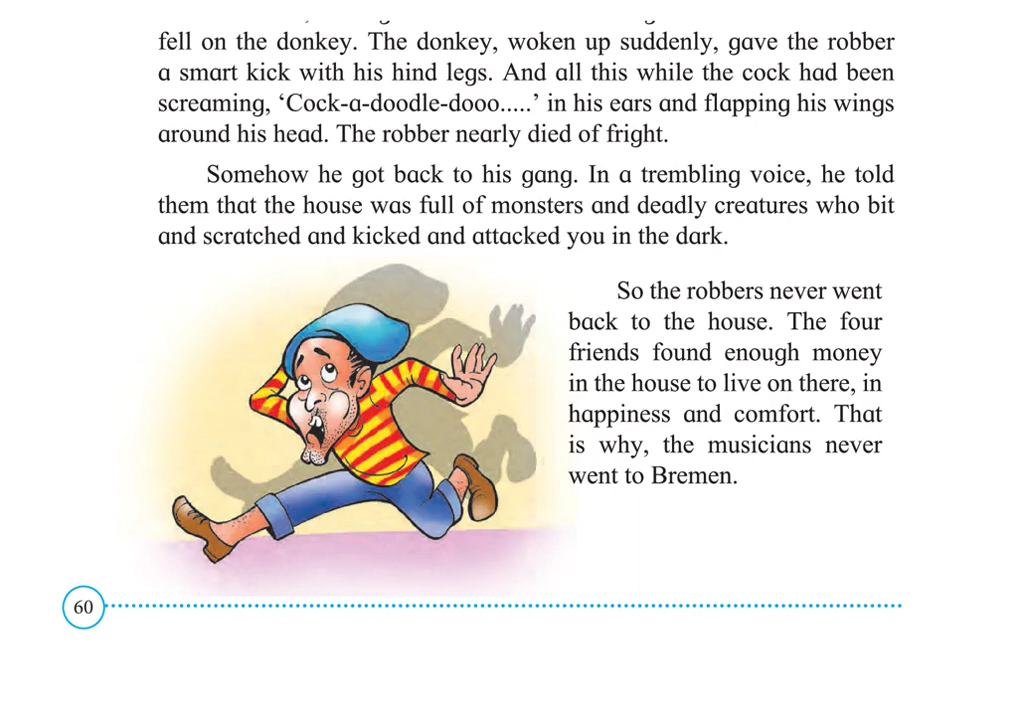 fell on the donkey. The donkey, woken up suddenly, gave the robber
a smart kick with his hind legs. And all this while the cock had been
screaming, ‘Cock-a-doodle-dooo.....’ in his ears and flapping his wings
around his head. The robber nearly died of fright.
Somehow he got back to his gang. In a trembling voice, he told
them that the house was full of monsters and deadly creatures who bit
and scratched and kicked and attacked you in the dark.
So the robbers never went
back to the house. The four
friends found enough money
in the house to live on there, in
happiness and comfort. That
is why, the musicians never
went to Bremen.
60